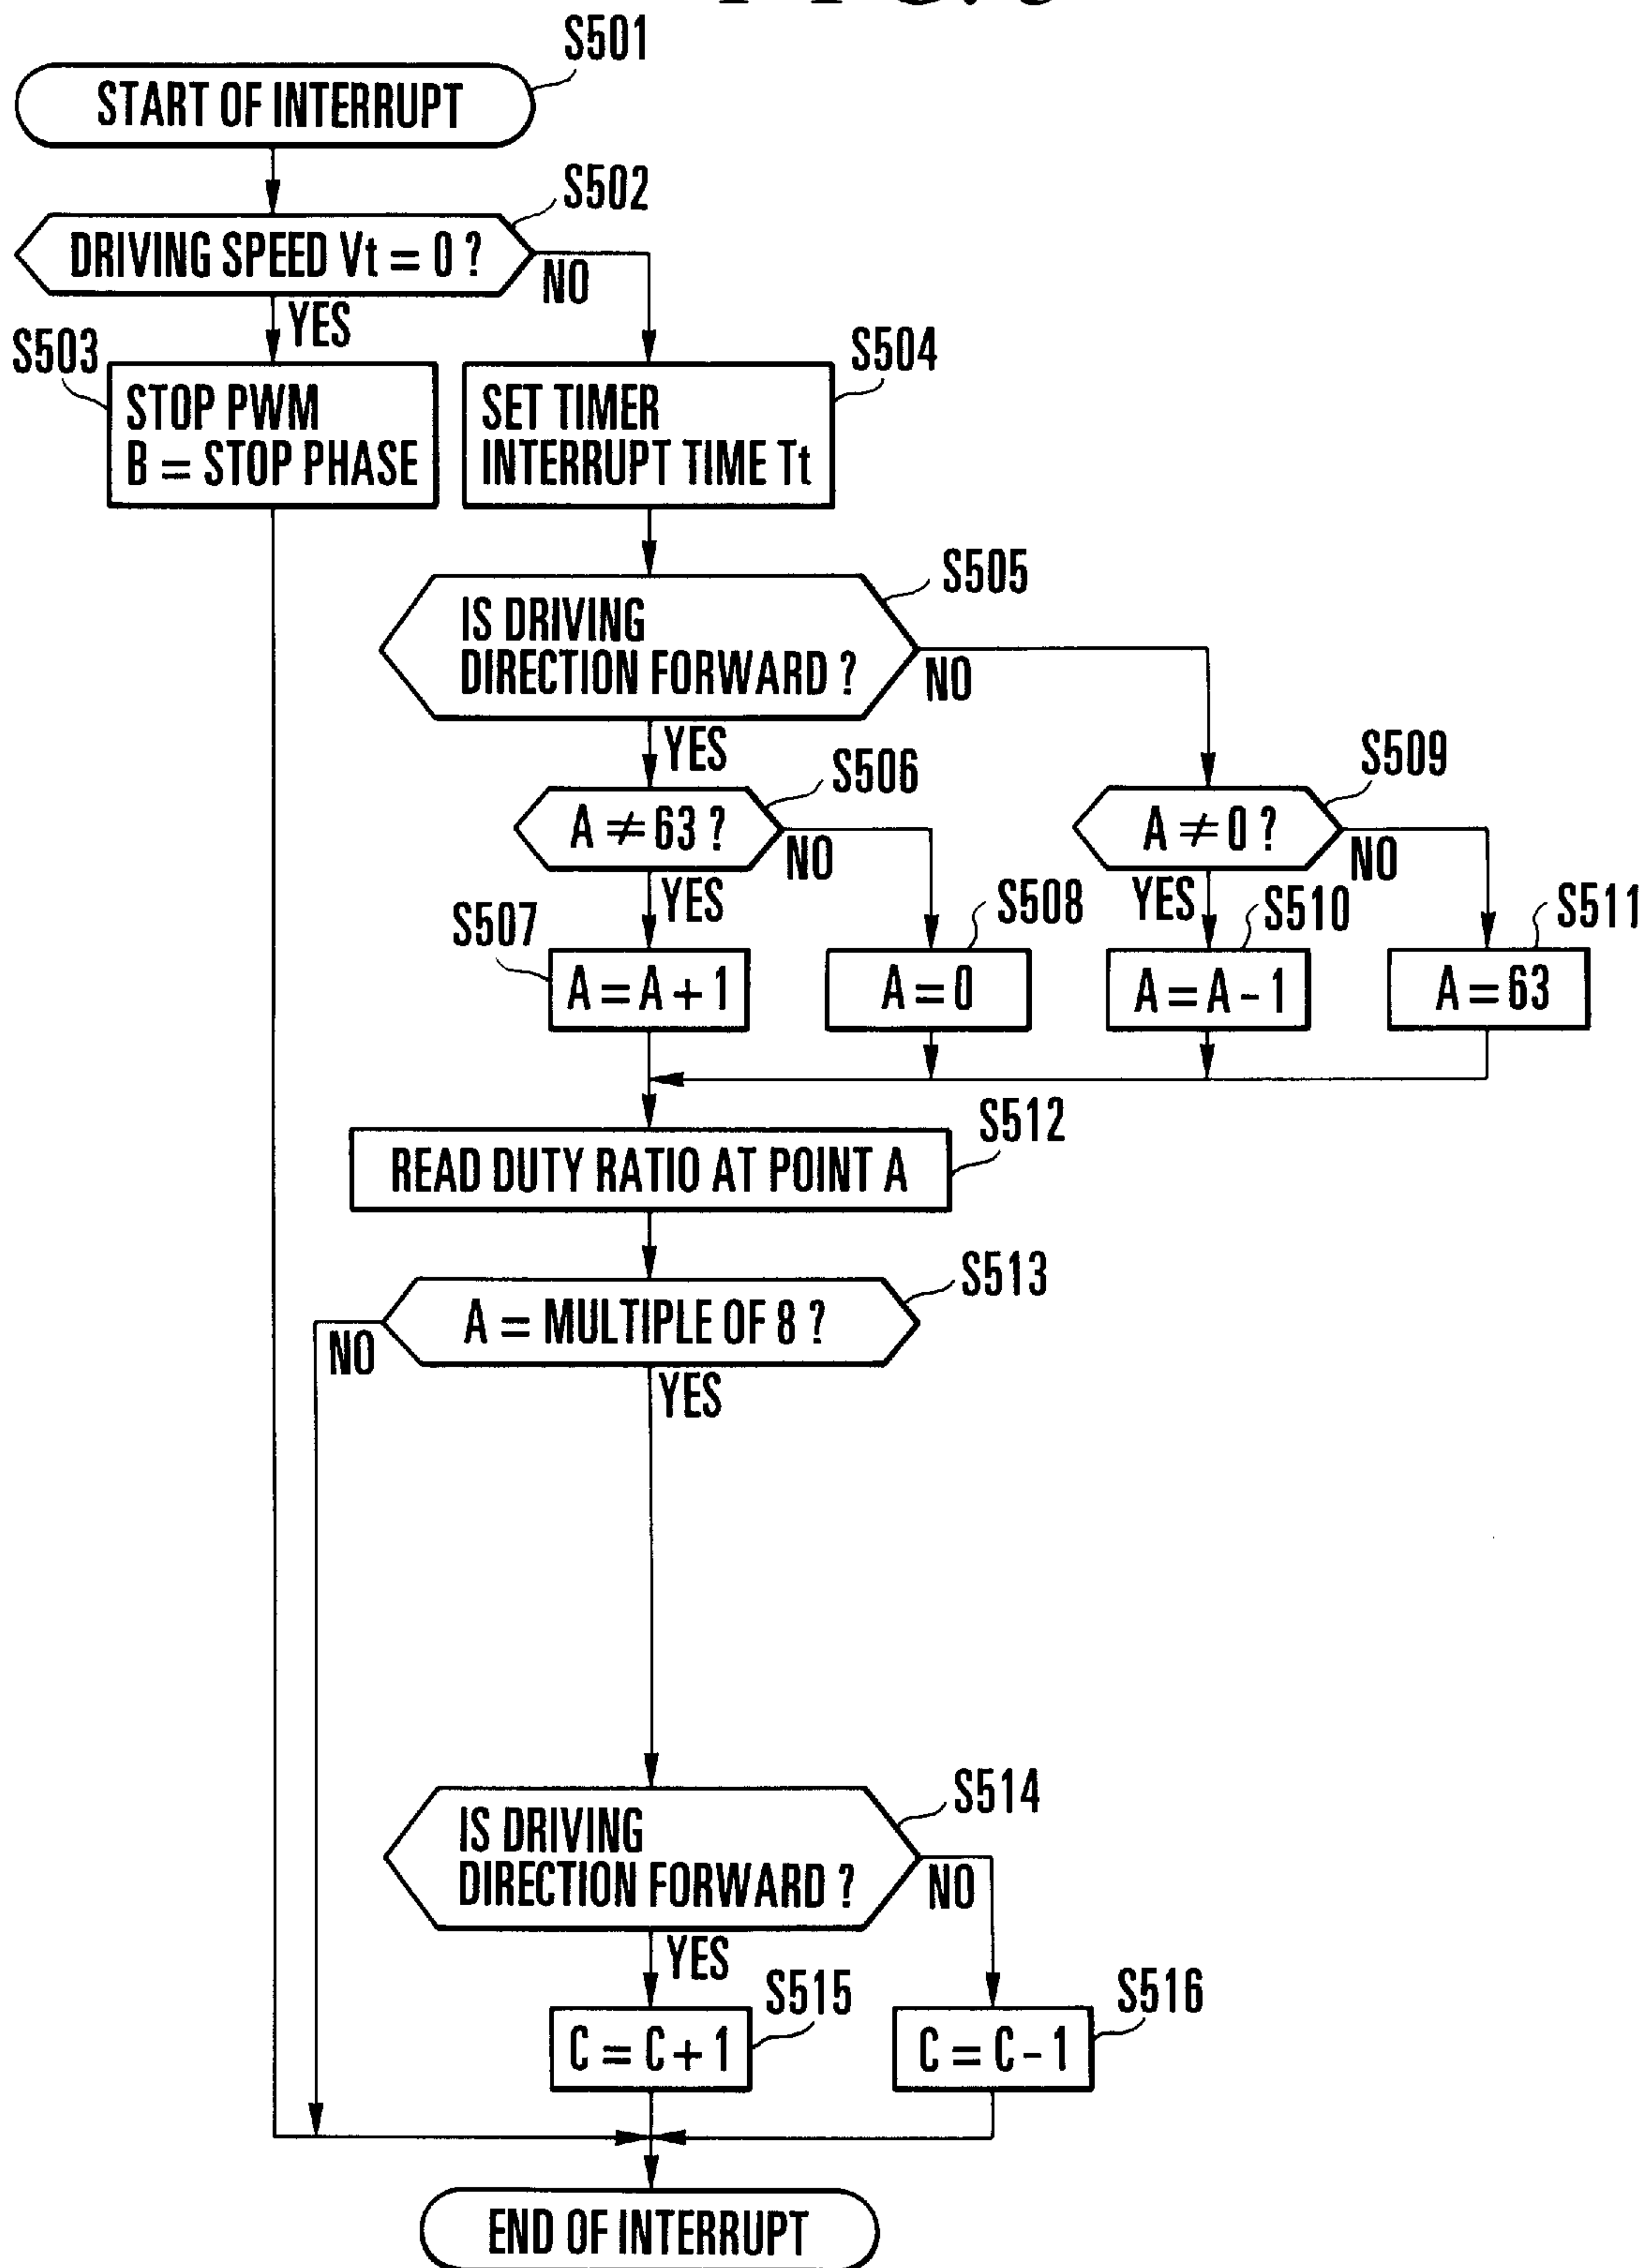 S501
START OF INTERRUPT
S502
DRIVING SPEED Vt = 0 ?
NO
YES
S503
STOP PWM
B = STOP PHASE
S504
SET TIMER
INTERRUPT TIME Tt
S505
IS DRIVING
DIRECTION FORWARD ?
NO
YES
S506
A ≠ 63 ?
NO
YES
S509
A ≠ 0 ?
NO
YES
S507
A = A + 1
S508
A = 0
S510
A = A - 1
S511
A = 63
S512
READ DUTY RATIO AT POINT A
S513
A = MULTIPLE OF 8 ?
NO
YES
S514
IS DRIVING
DIRECTION FORWARD ?
NO
YES
S515
C = C + 1
S516
C = C - 1
END OF INTERRUPT